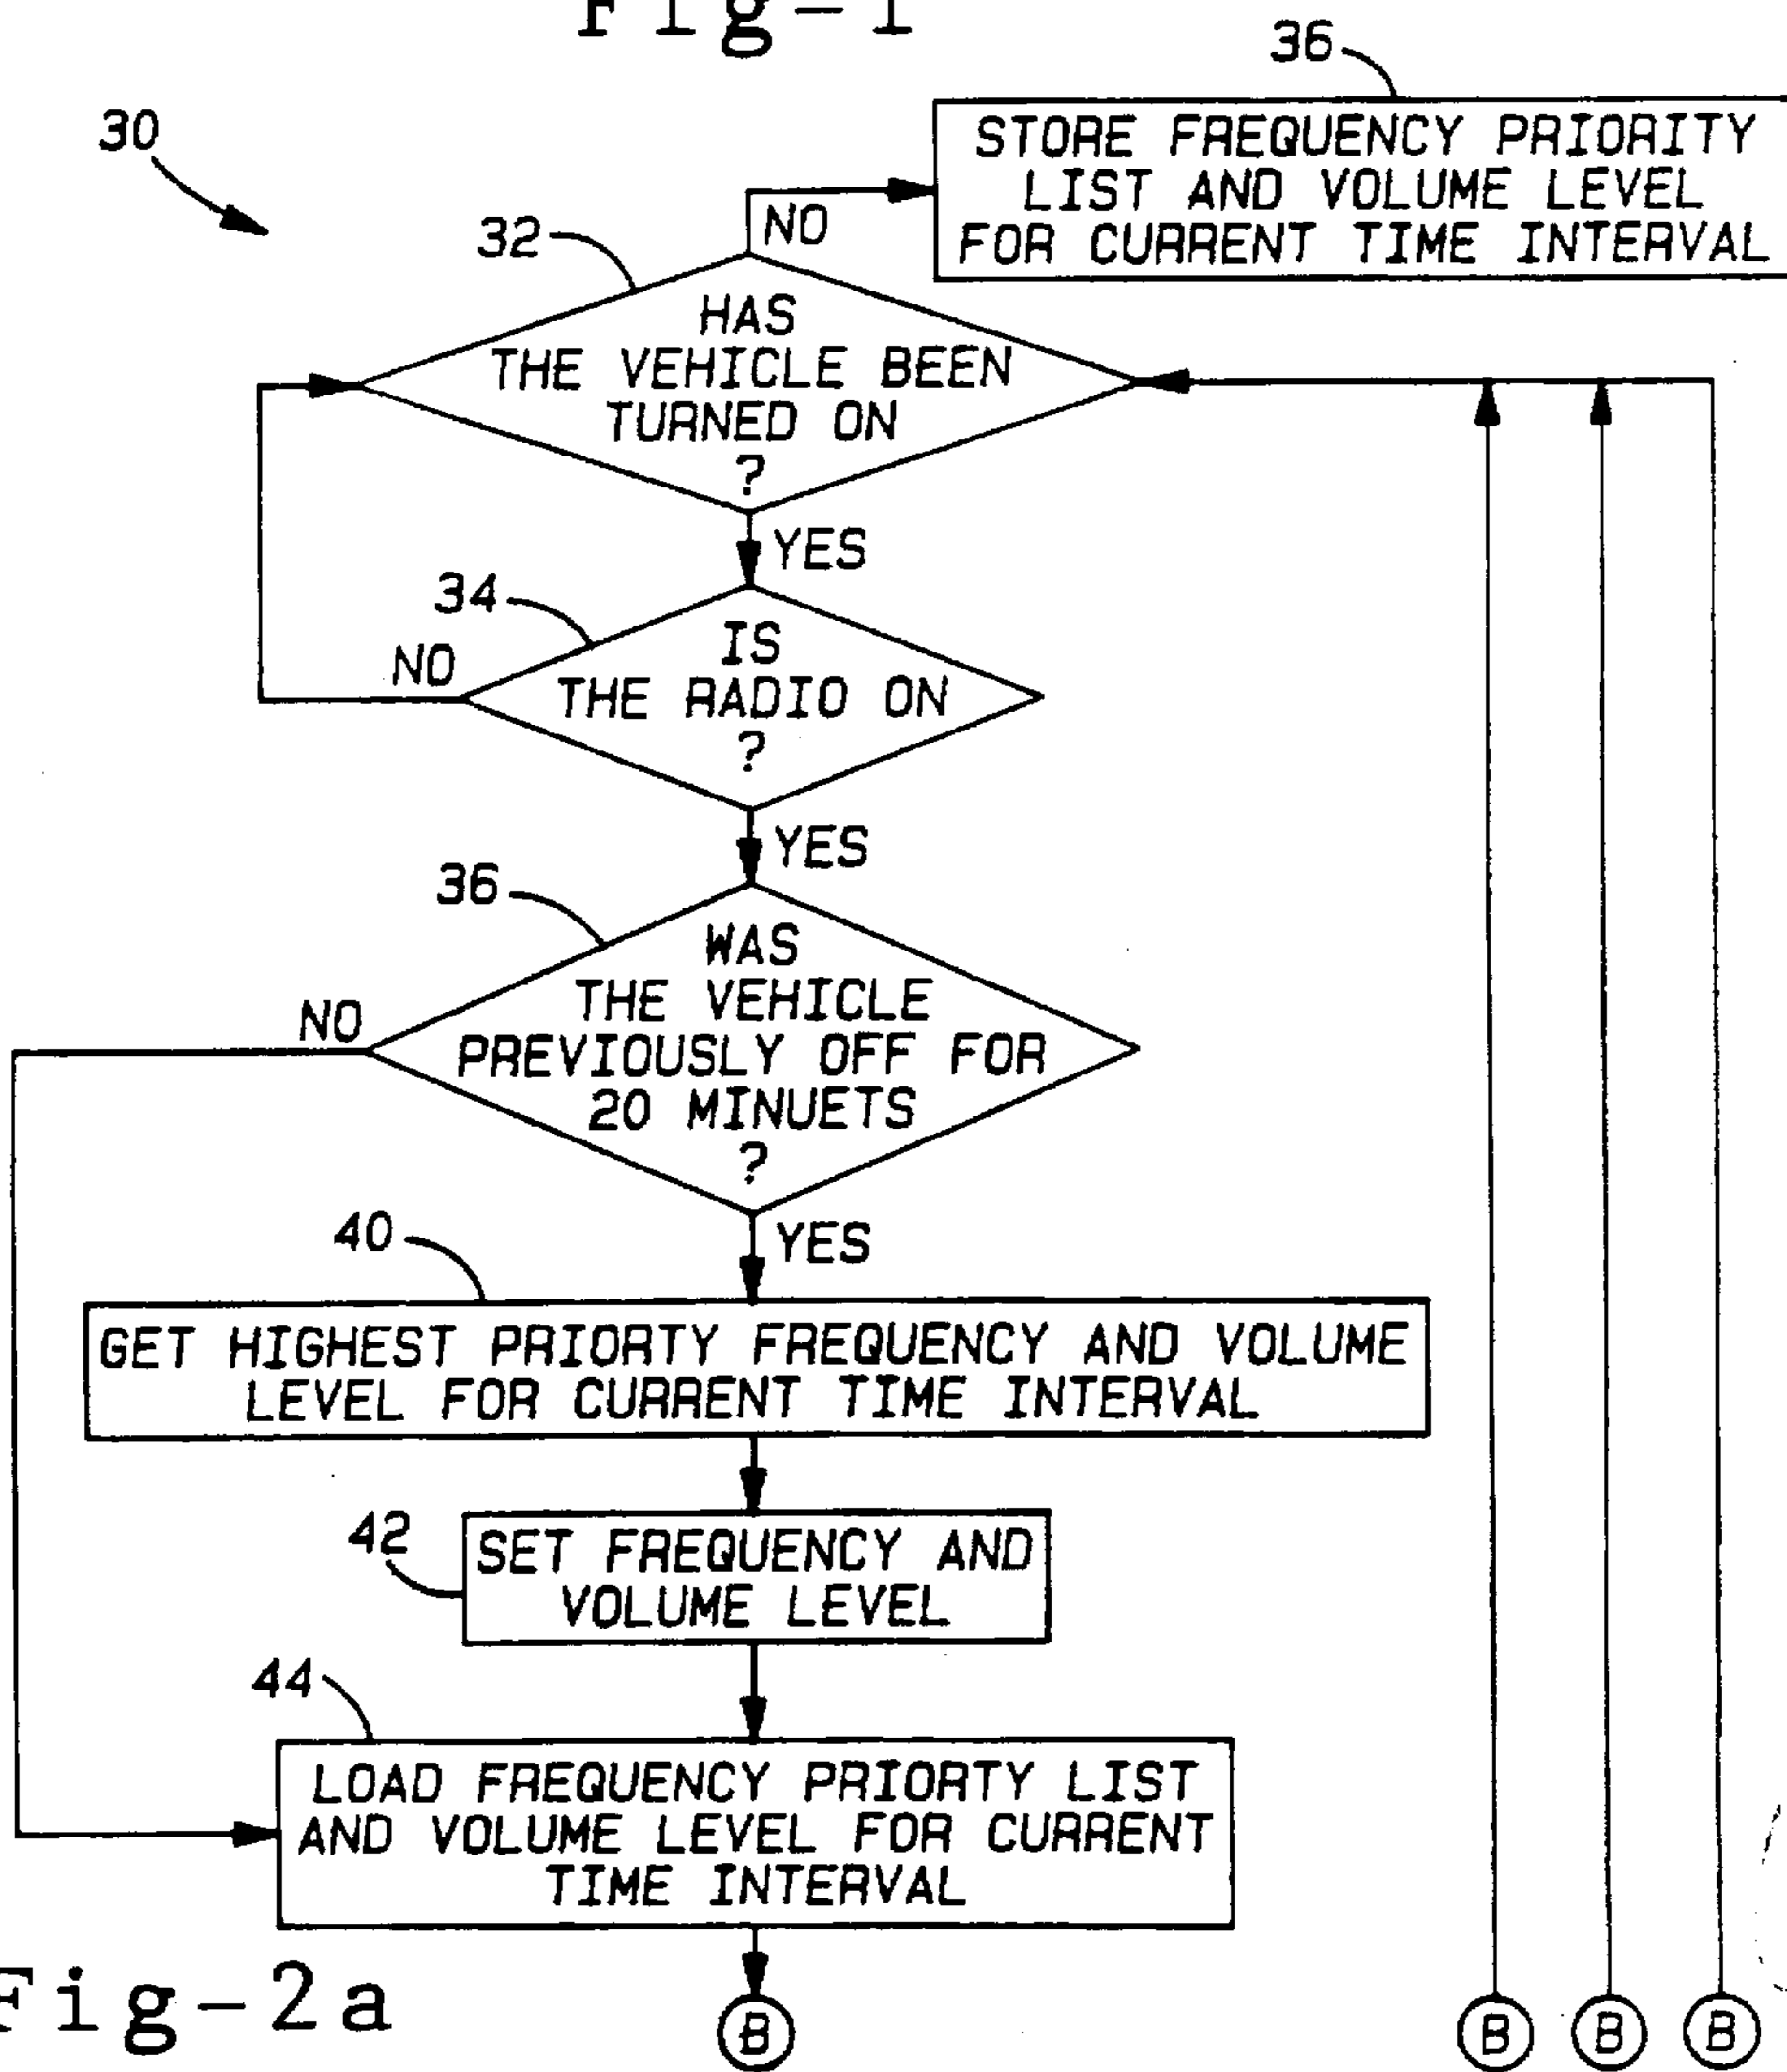 Fig-1
36
STORE FREQUENCY PRIORITY
LIST AND VOLUME LEVEL
FOR CURRENT TIME INTERVAL
30
NO
32
HAS
THE VEHICLE BEEN
TURNED ON
?
YES
34
NO
IS
THE RADIO ON
?
YES
36
NO
WAS
THE VEHICLE
PREVIOUSLY OFF FOR
20 MINUETS
?
YES
40
GET HIGHEST PRIORTY FREQUENCY AND VOLUME
LEVEL FOR CURRENT TIME INTERVAL
42
SET FREQUENCY AND
VOLUME LEVEL
44
LOAD FREQUENCY PRIORTY LIST
AND VOLUME LEVEL FOR CURRENT
TIME INTERVAL
Fig-2a
B
B
B
B